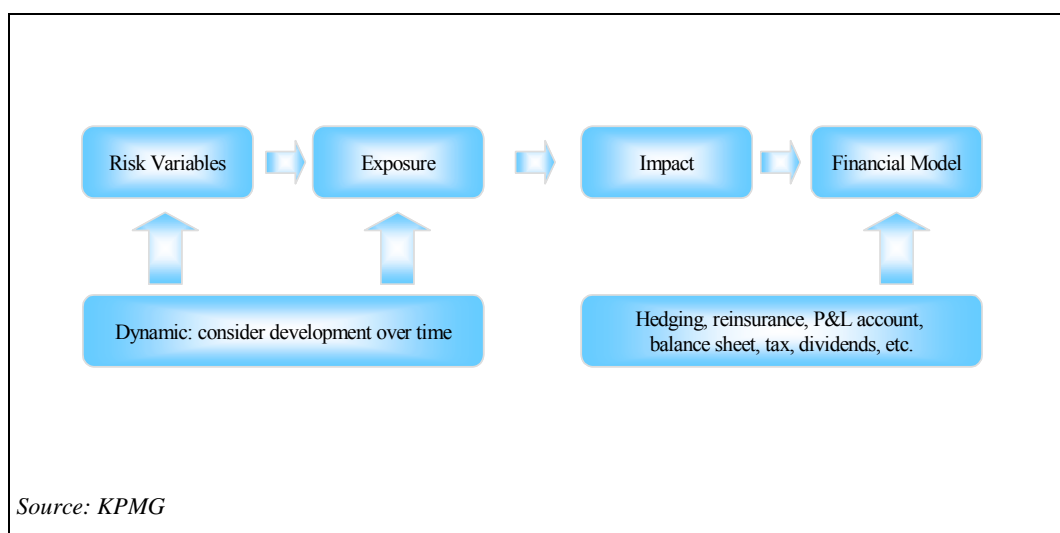 Risk Variables
Exposure
Impact
Financial Model
Dynamic: consider development over time
Hedging, reinsurance, P&L account,
balance sheet, tax, dividends, etc.
Source: KPMG